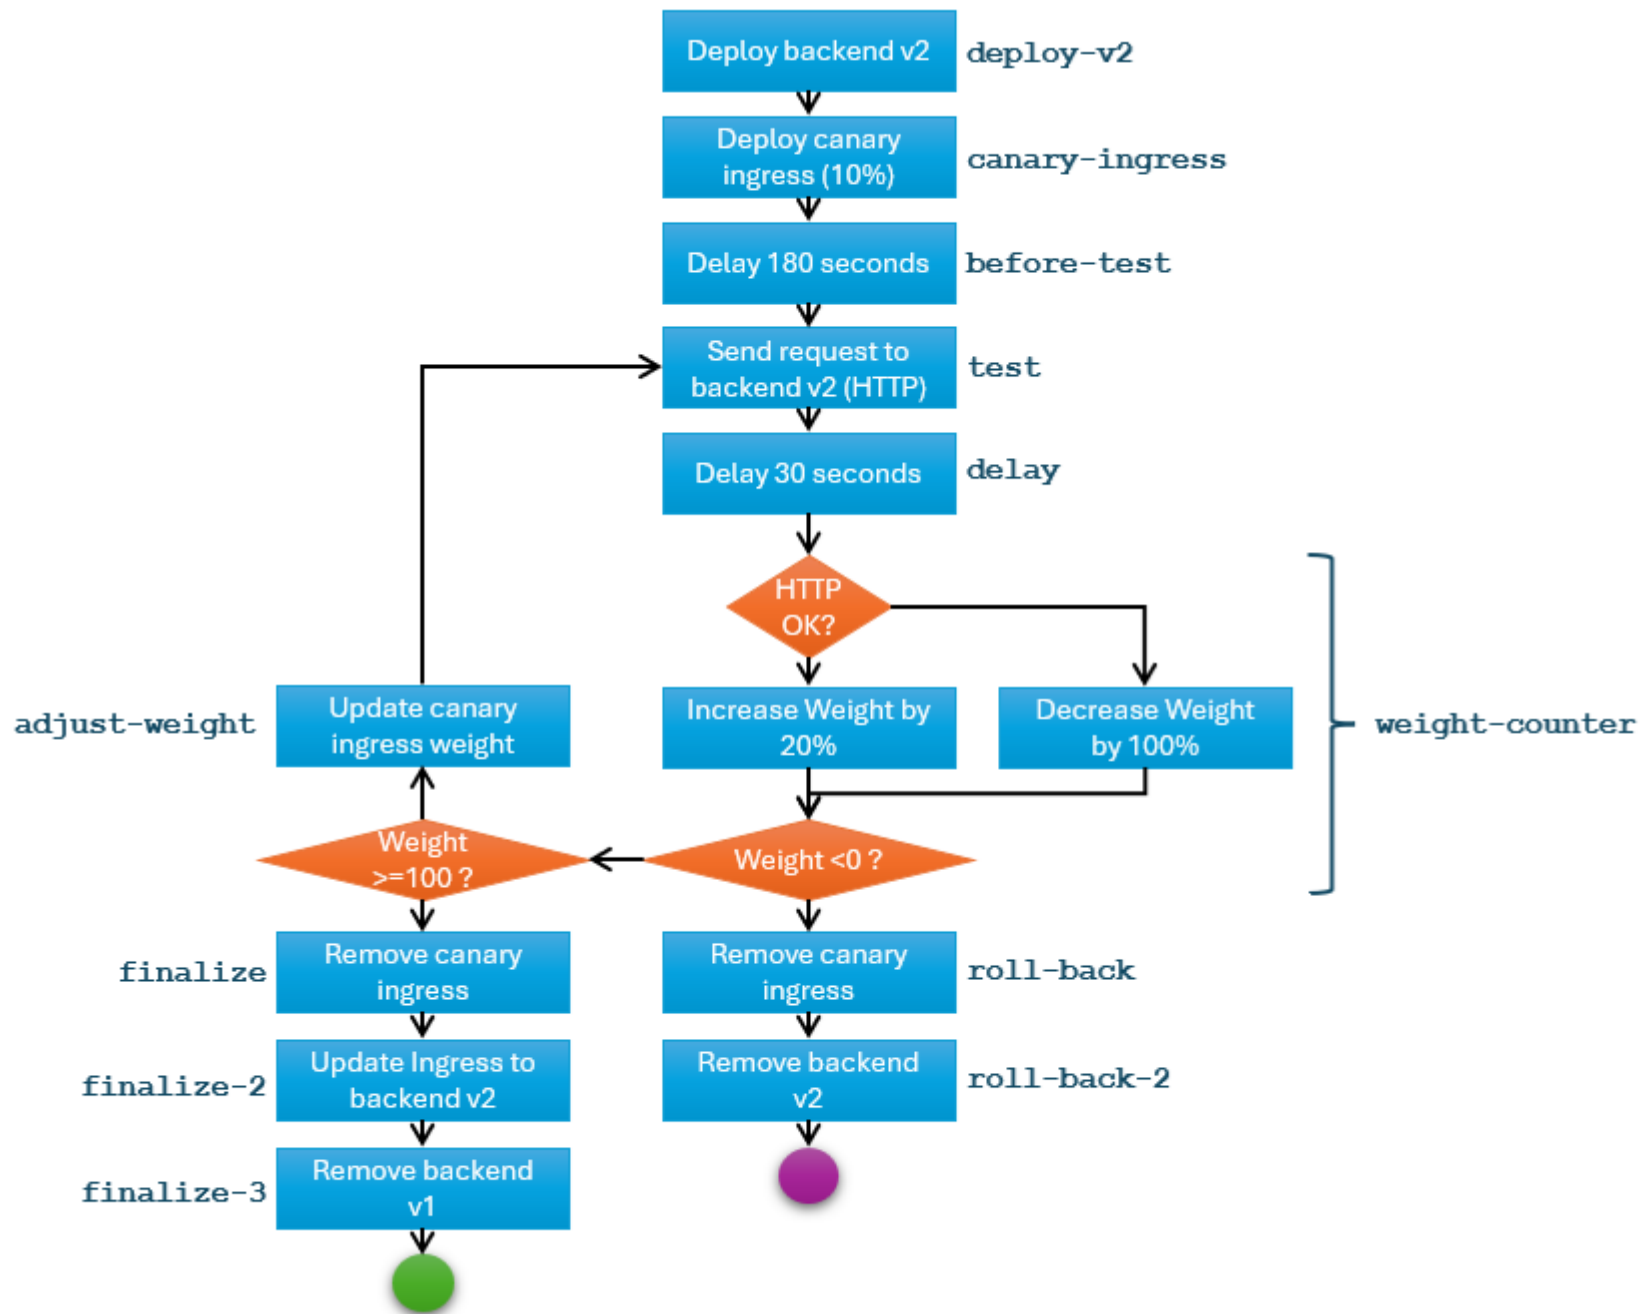 Deploy backend v2
deploy-v2
Deploy canary
ingress (10%)
canary-ingress
Delay 180 seconds
before-test
Send request to
backend v2 (HTTP)
test
Delay 30 seconds
delay
HTTP
OK?
adjust-weight
Update canary
ingress weight
Increase Weight by
20%
Decrease Weight
by 100%
weight-counter
Weight
>=100 ?
Weight <0 ?
finalize
Remove canary
ingress
Remove canary
ingress
roll-back
finalize-2
Update Ingress to
backend v2
Remove backend
v2
roll-back-2
finalize-3
Remove backend
v1